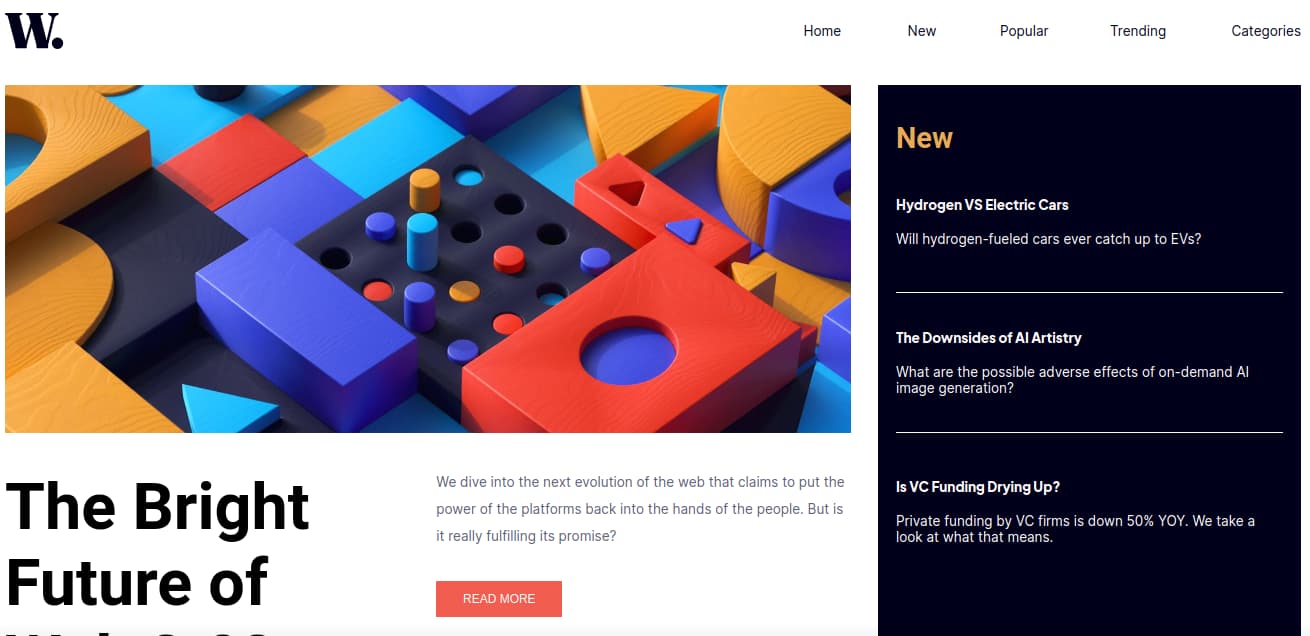 W.
Home
New
Popular
Trending
Categories
New
Hydrogen VS Electric Cars
Will hydrogen-fueled cars ever catch up to EVs?
The Downsides of AI Artistry
What are the possible adverse effects of on-demand AI
image generation?
Is VC Funding Drying Up?
Private funding by VC firms is down 50% YOY. We take a
look at what that means.
The Bright
Future of
We dive into the next evolution of the web that claims to put the
power of the platforms back into the hands of the people. But is
it really fulfilling its promise?
READ MORE